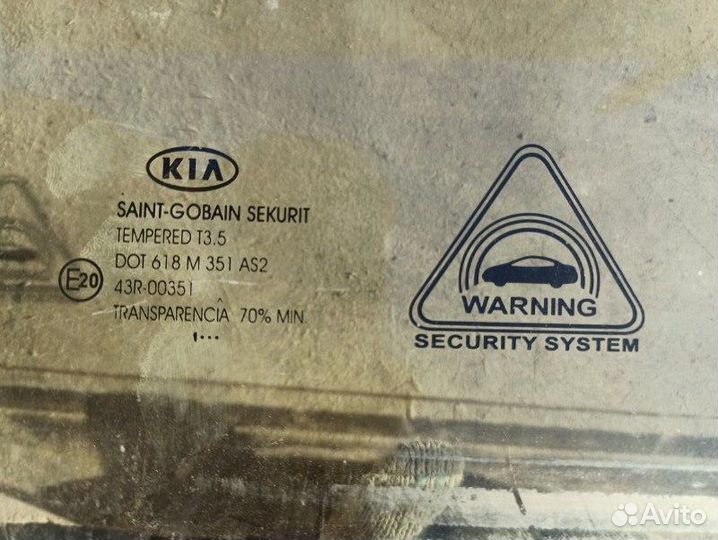 KIA
SAINT-GOBAIN SEKURIT
TEMPERED T3.5
DOT 618 M 351 AS2
E20
43R-00351
TRANSPARENCÎA 70% MIN.
WARNING
SECURITY SYSTEM
Avito